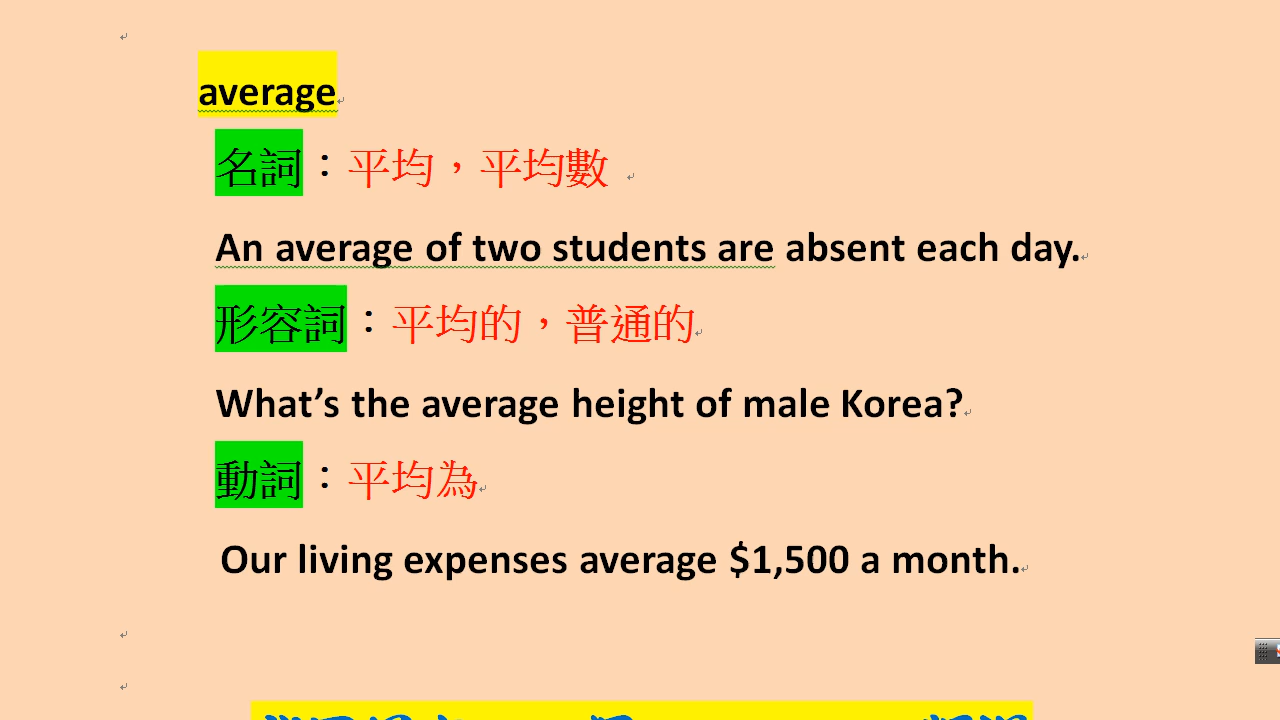 average
名詞：平均，平均數
An average of two students are absent each day.
形容詞：平均的，普通的
What’s the average height of male Korea?
動詞：平均為
Our living expenses average $1,500 a month.